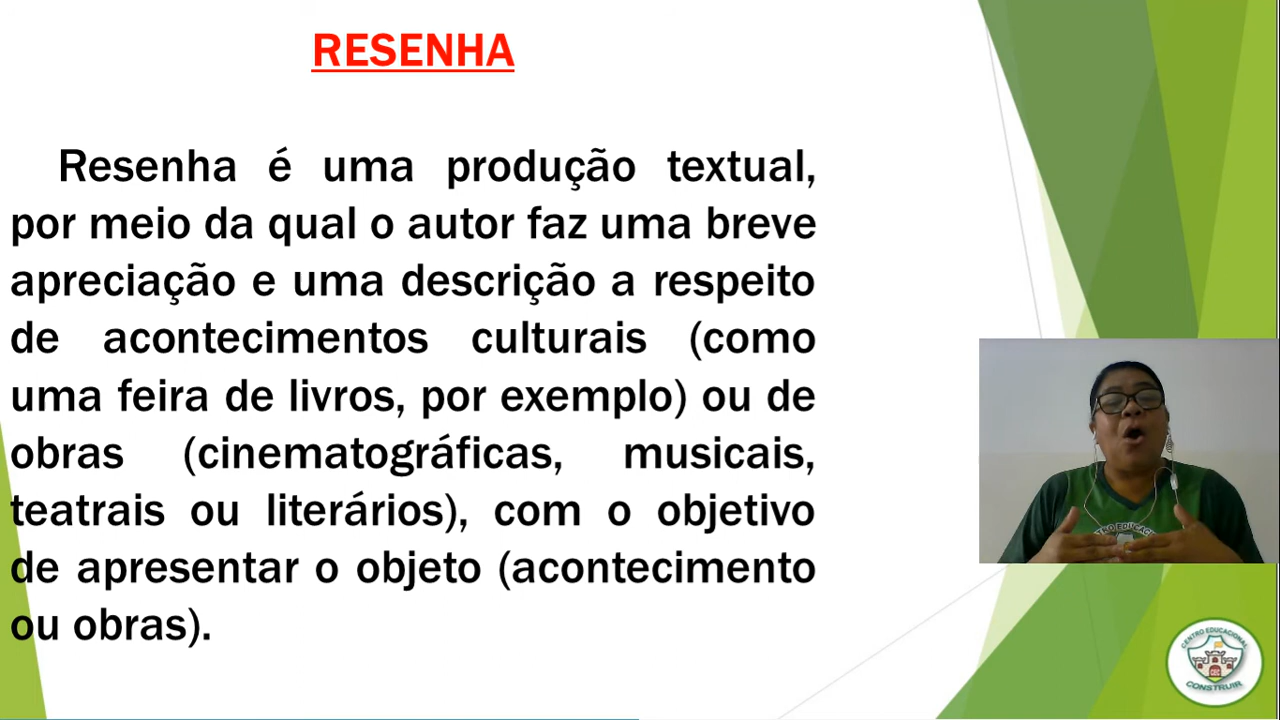 RESENHA
Resenha é uma produção textual,
por meio da qual o autor faz uma breve
apreciação e uma descrição a respeito
de acontecimentos culturais (como
uma feira de livros, por exemplo) ou de
obras (cinematográficas, musicais,
teatrais ou literários), com o objetivo
de apresentar o objeto (acontecimento
ou obras).
CENTRO EDUCACIONAL
CONSTRUIR